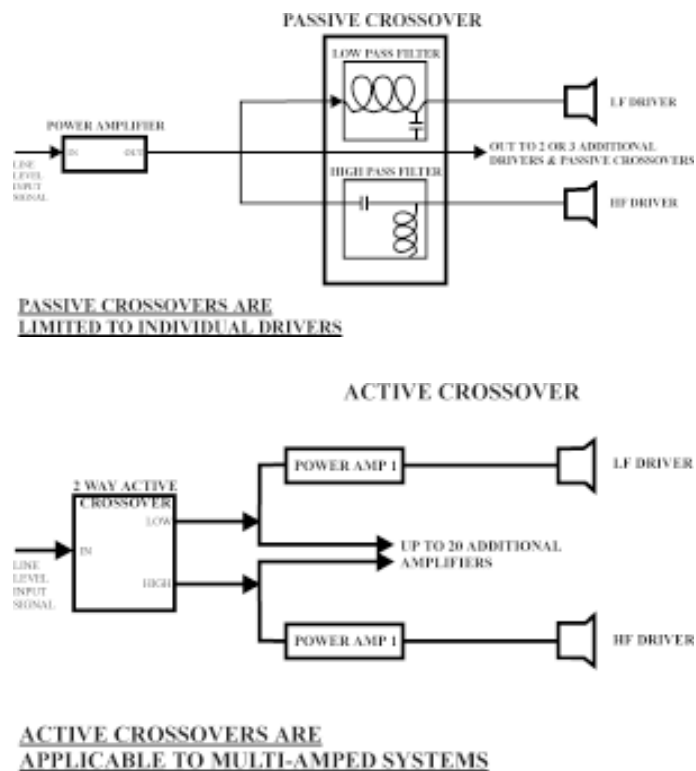 PASSIVE CROSSOVER
LOW PASS FILTER
LF DRIVER
POWER AMPLIFIER
IN OUT
OUT TO 2 OR 3 ADDITIONAL
DRIVERS & PASSIVE CROSSOVERS
LINE
LEVEL
INPUT
SIGNAL
HIGH PASS FILTER
HF DRIVER
PASSIVE CROSSOVERS ARE
LIMITED TO INDIVIDUAL DRIVERS
ACTIVE CROSSOVER
POWER AMP 1
LF DRIVER
2 WAY ACTIVE
CROSSOVER
LOW
IN
UP TO 20 ADDITIONAL
AMPLIFIERS
LINE
LEVEL
INPUT
SIGNAL
HIGH
POWER AMP 1
HF DRIVER
ACTIVE CROSSOVERS ARE
APPLICABLE TO MULTI-AMPED SYSTEMS